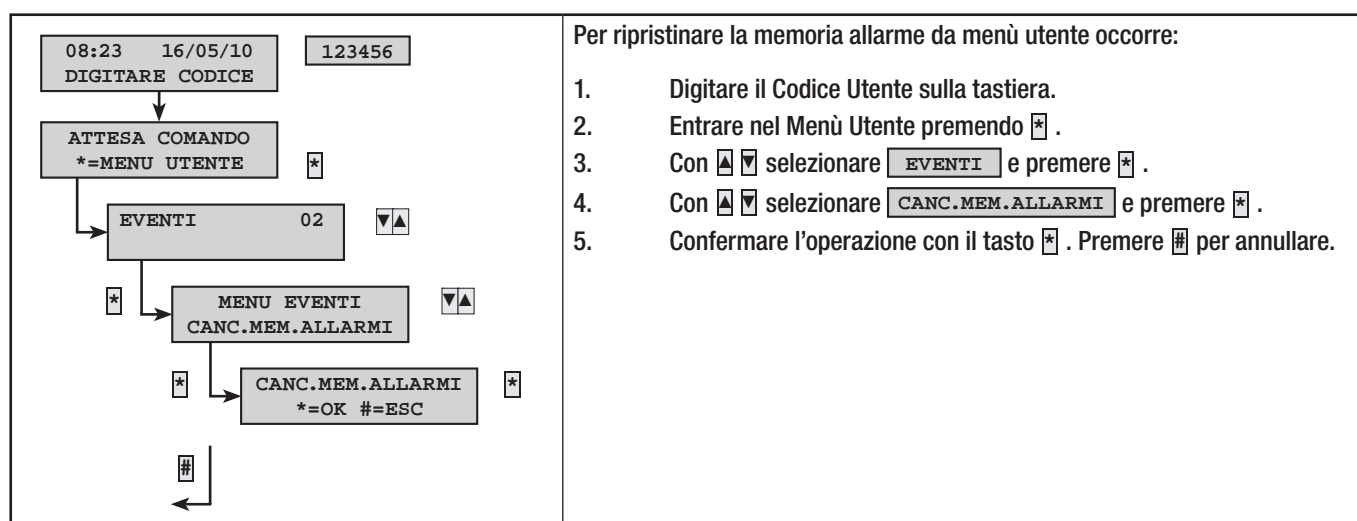 08:23 16/05/10
DIGITARE CODICE
123456
ATTESA COMANDO
*=MENU UTENTE
*
EVENTI 02
▼▲
*
MENU EVENTI
CANC.MEM.ALLARMI
▼▲
*
CANC.MEM.ALLARMI
*=OK #=ESC
*
#
Per ripristinare la memoria allarme da menù utente occorre:
1. Digitare il Codice Utente sulla tastiera.
2. Entrare nel Menù Utente premendo * .
3. Con ▲ ▼ selezionare EVENTI e premere * .
4. Con ▲ ▼ selezionare CANC.MEM.ALLARMI e premere * .
5. Confermare l’operazione con il tasto * . Premere # per annullare.